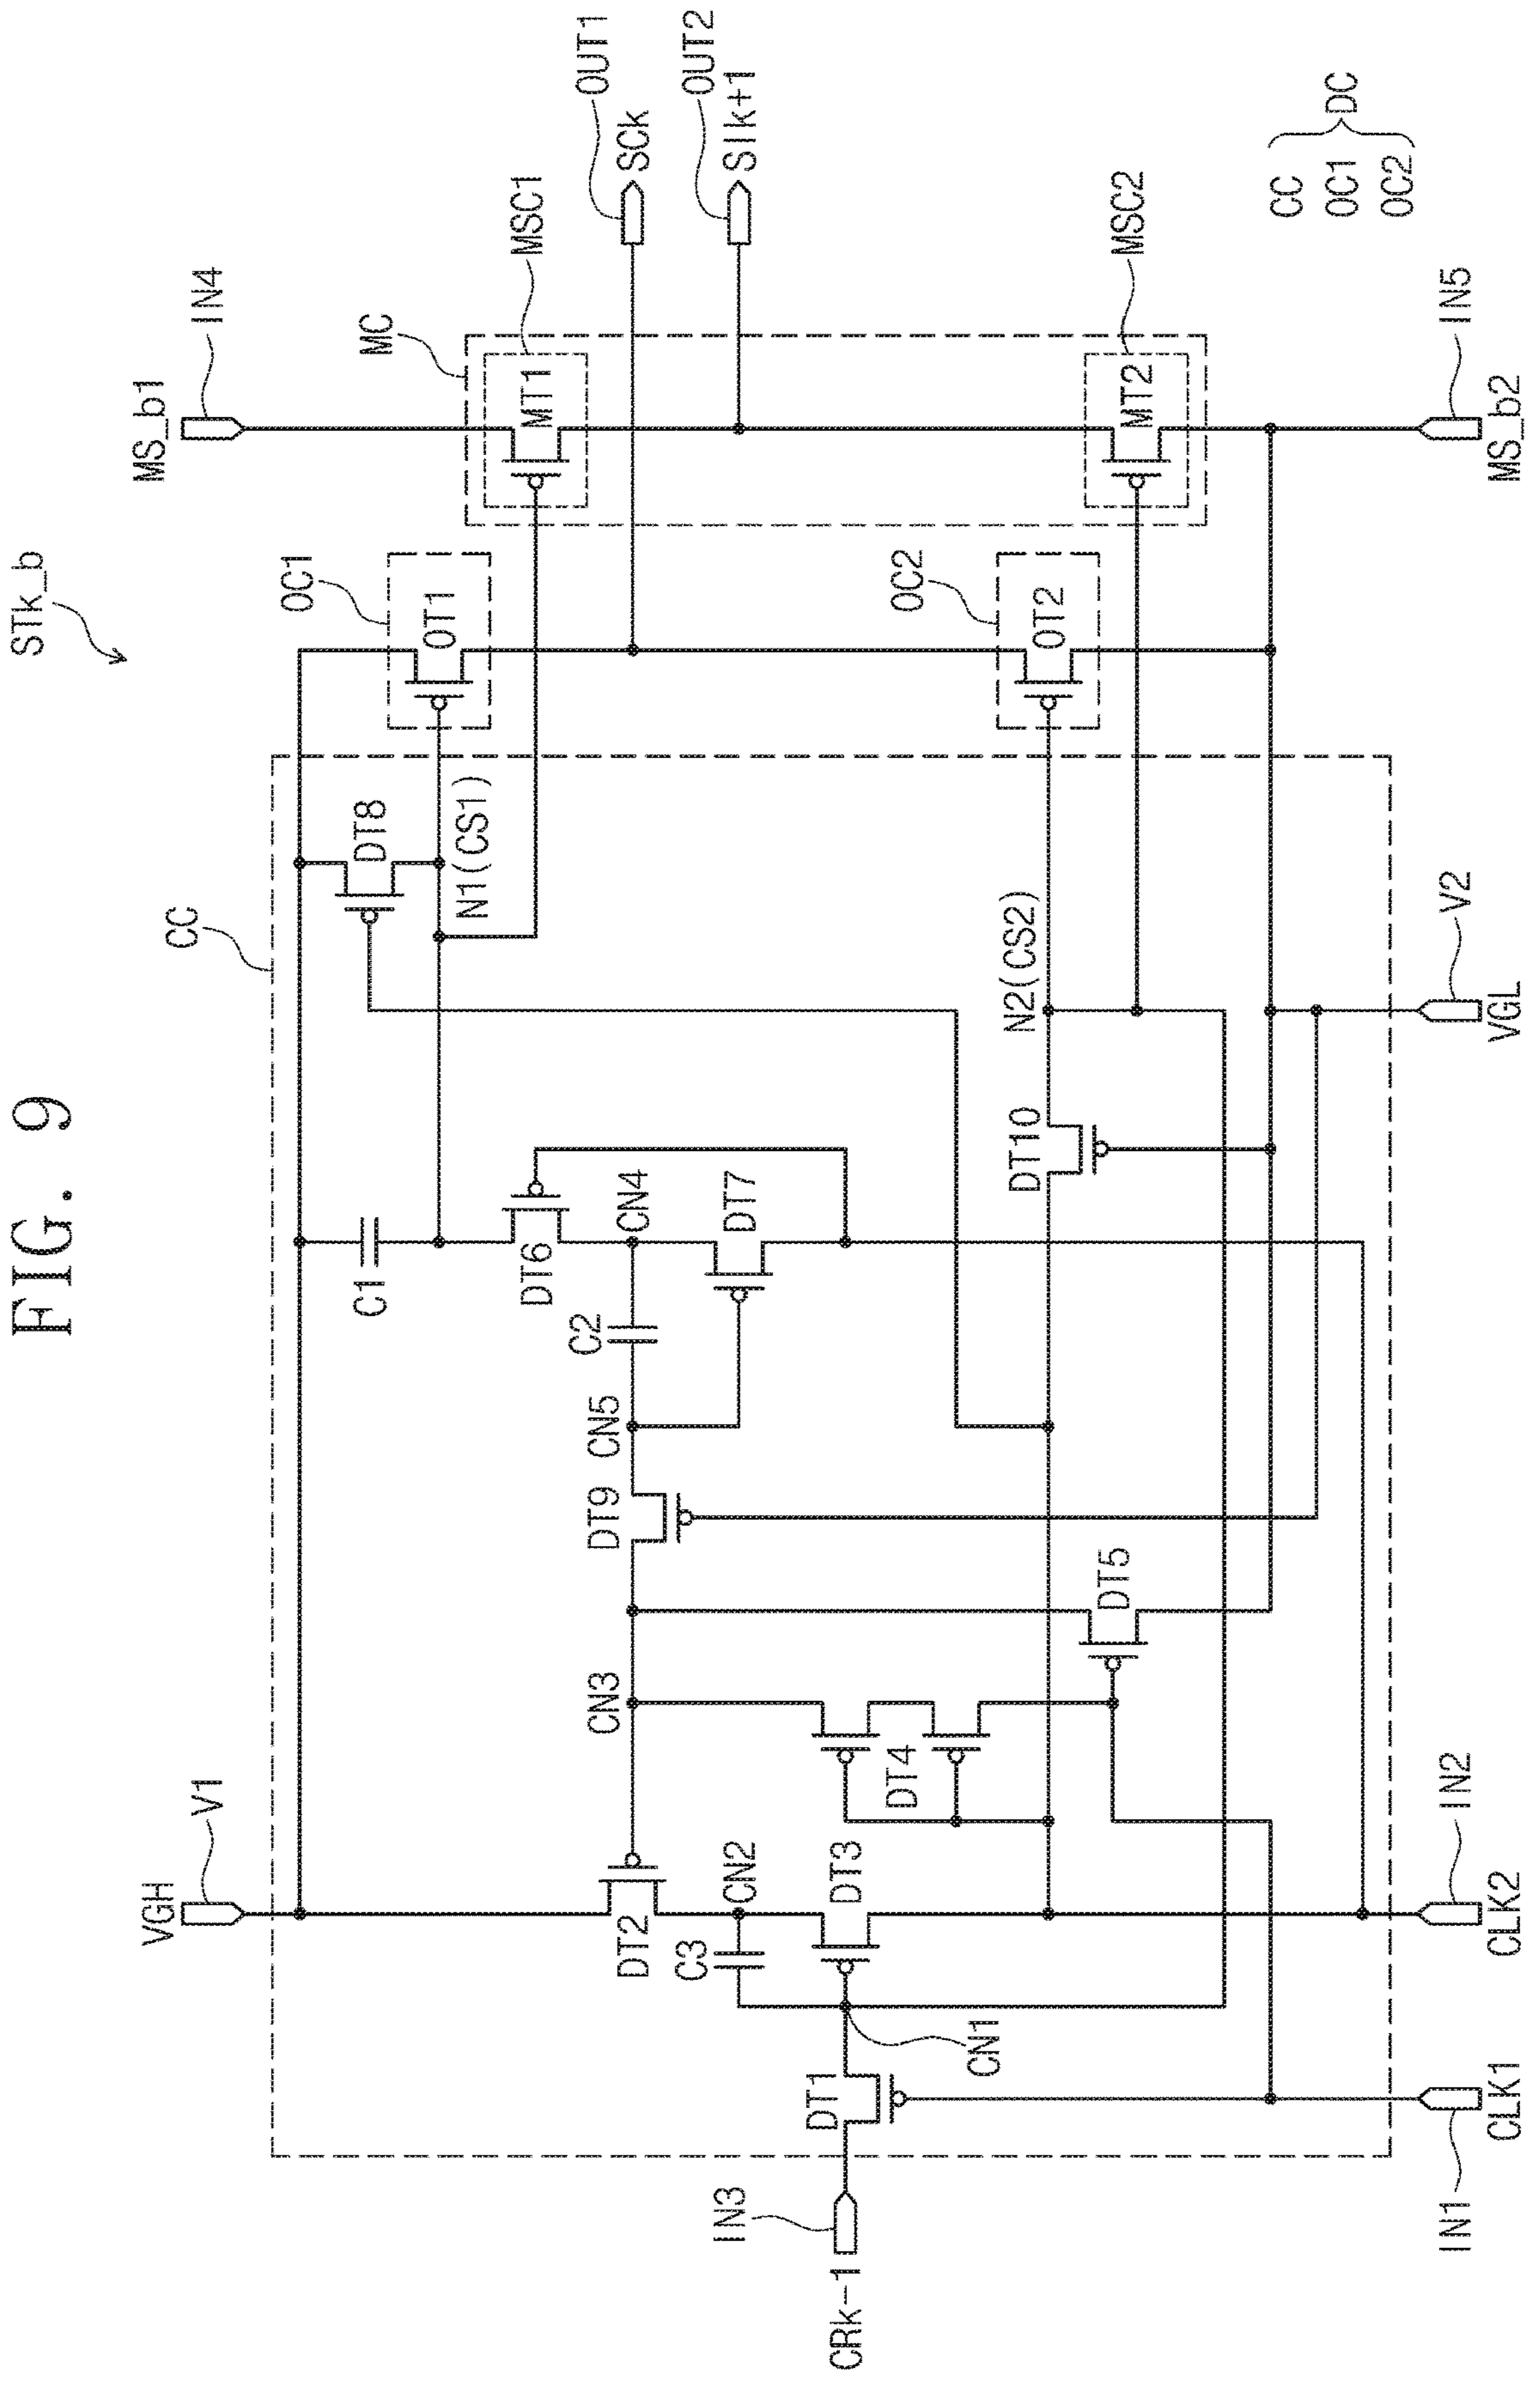 FIG. 9
STk_b
VGH
V1
MS_b1
IN4
CC
OC1
MC
MSC1
OUT1
SCk
OUT2
SIk+1
C1
DT8
OT1
MT1
N1(CS1)
DT6
CN4
C2
DT7
CN5
DT9
CN3
DT2
CN2
C3
DT3
DT4
DT5
DT10
N2(CS2)
OC2
OT2
MT2
MSC2
CN1
DT1
IN3
CRk-1
IN1
CLK1
CLK2
IN2
VGL
V2
MS_b2
IN5
CC
OC1
OC2
DC